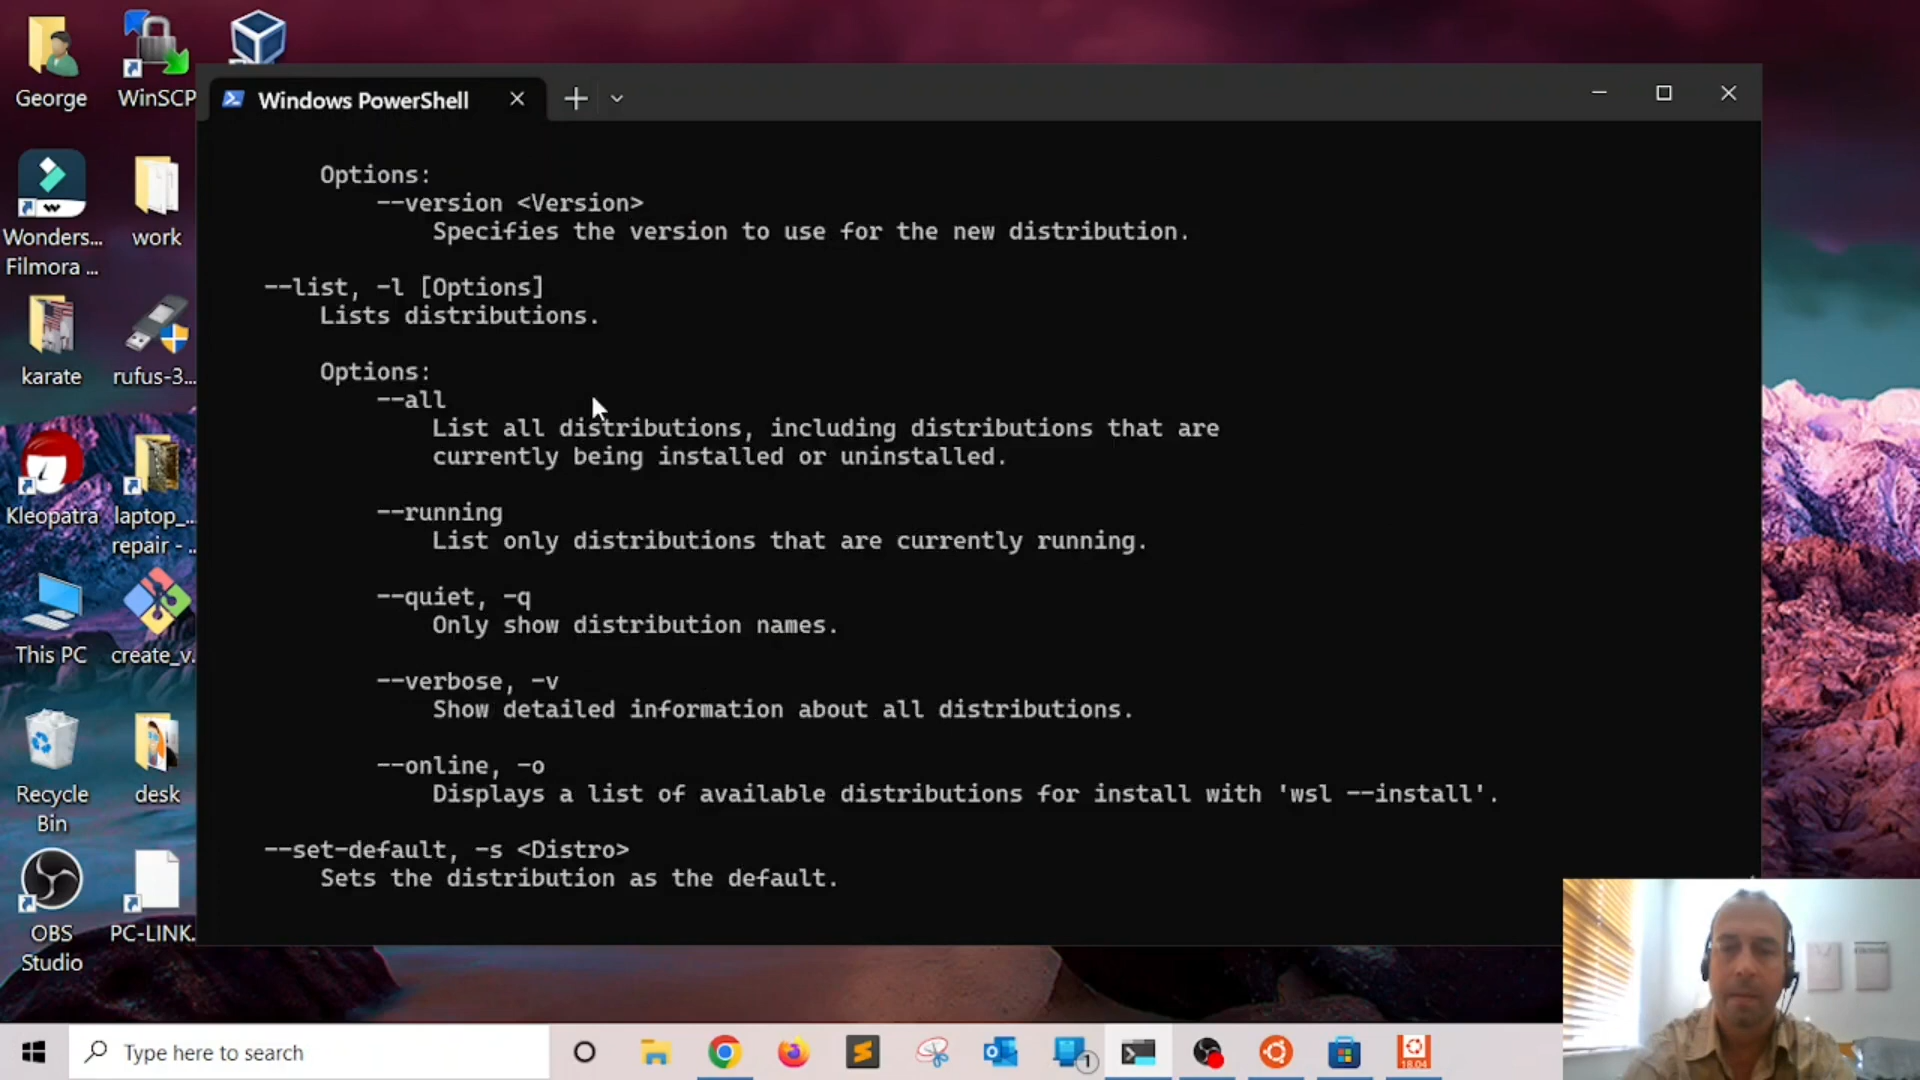 George
WinSCP
Windows PowerShell
Wonders...
Filmora ...
work
karate
rufus-3...
Kleopatra
laptop_...
repair - ...
This PC
create_v.
Recycle
Bin
desk
OBS
Studio
PC-LINK.
Options:
--version <Version>
Specifies the version to use for the new distribution.
--list, -l [Options]
Lists distributions.
Options:
--all
List all distributions, including distributions that are
currently being installed or uninstalled.
--running
List only distributions that are currently running.
--quiet, -q
Only show distribution names.
--verbose, -v
Show detailed information about all distributions.
--online, -o
Displays a list of available distributions for install with 'wsl --install'.
--set-default, -s <Distro>
Sets the distribution as the default.
Type here to search
1
18.04